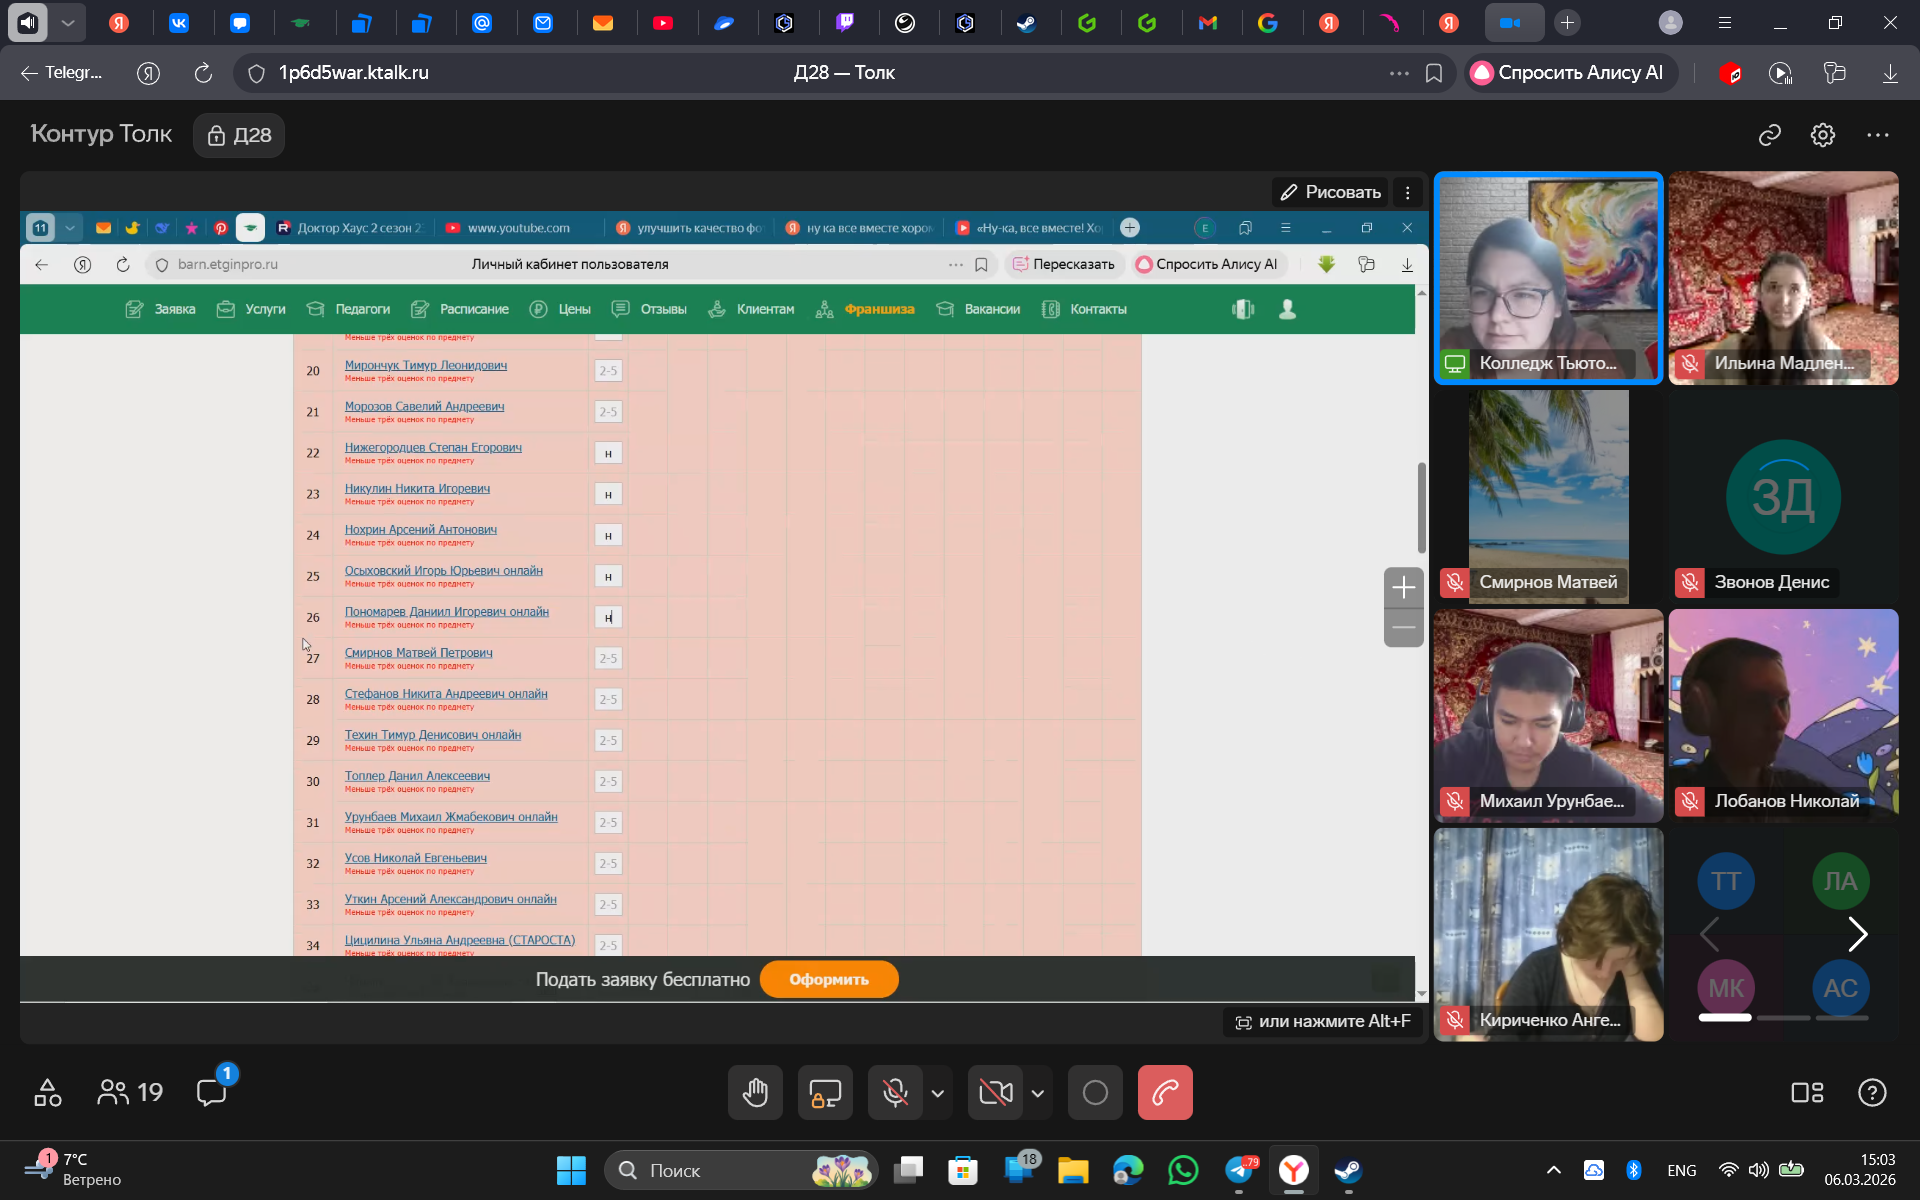 Telegr...
1p6d5war.ktalk.ru
Д28 — Толк
Спросить Алису AI
Контур Толк
Д28
Рисовать
11
Доктор Хаус 2 сезон 2
www.youtube.com
улучшить качество фо
ну ка все вместе хоро
«Ну-ка, все вместе! Хо
E
barn.etginpro.ru
Личный кабинет пользователя
Пересказать
Спросить Алису AI
Заявка
Услуги
Педагоги
Расписание
Цены
Отзывы
Клиентам
Франшиза
Вакансии
Контакты
Меньше трёх оценок по предмету
20 Мирончук Тимур Леонидович 2-5
Меньше трёх оценок по предмету
21 Морозов Савелий Андреевич 2-5
Меньше трёх оценок по предмету
22 Нижегородцев Степан Егорович н
Меньше трёх оценок по предмету
23 Никулин Никита Игоревич н
Меньше трёх оценок по предмету
24 Нохрин Арсений Антонович н
Меньше трёх оценок по предмету
25 Осыховский Игорь Юрьевич онлайн н
Меньше трёх оценок по предмету
26 Пономарев Даниил Игоревич онлайн н
Меньше трёх оценок по предмету
27 Смирнов Матвей Петрович 2-5
Меньше трёх оценок по предмету
28 Стефанов Никита Андреевич онлайн 2-5
Меньше трёх оценок по предмету
29 Техин Тимур Денисович онлайн 2-5
Меньше трёх оценок по предмету
30 Топлер Данил Алексеевич 2-5
Меньше трёх оценок по предмету
31 Урунбаев Михаил Жмабекович онлайн 2-5
Меньше трёх оценок по предмету
32 Усов Николай Евгеньевич 2-5
Меньше трёх оценок по предмету
33 Уткин Арсений Александрович онлайн 2-5
Меньше трёх оценок по предмету
34 Цицилина Ульяна Андреевна (СТАРОСТА) 2-5
Подать заявку бесплатно
Оформить
или нажмите Alt+F
Колледж Тьюто...
Ильина Мадлен...
Смирнов Матвей
ЗД
Звонов Денис
Михаил Урунбае...
Лобанов Николай
Кириченко Анге...
ТТ
ЛА
МК
АС
19
1
1
7°C
Ветрено
Поиск
18
79
ENG
15:03
06.03.2026